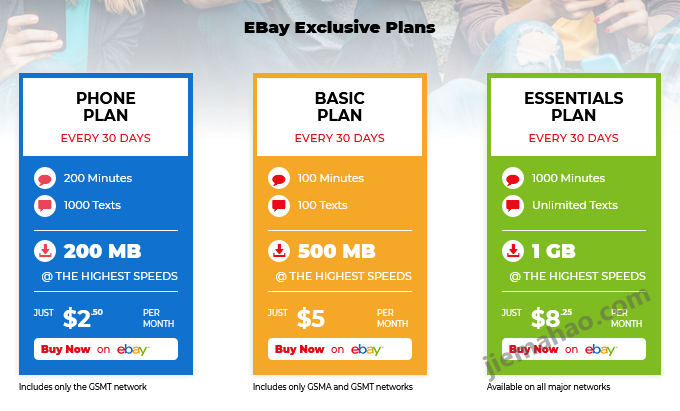 EBay Exclusive Plans
PHONE
PLAN
EVERY 30 DAYS
200 Minutes
1000 Texts
200 MB
@ THE HIGHEST SPEEDS
JUST $2.50 PER MONTH
Buy Now on ebay
Includes only the GSMT network
BASIC
PLAN
EVERY 30 DAYS
100 Minutes
100 Texts
500 MB
@ THE HIGHEST SPEEDS
JUST $5 PER MONTH
Buy Now on ebay
Includes only GSMA and GSMT networks
ESSENTIALS
PLAN
EVERY 30 DAYS
1000 Minutes
Unlimited Texts
1 GB
@ THE HIGHEST SPEEDS
JUST $8.25 PER MONTH
Buy Now on ebay
Available on all major networks
jiemahao.com